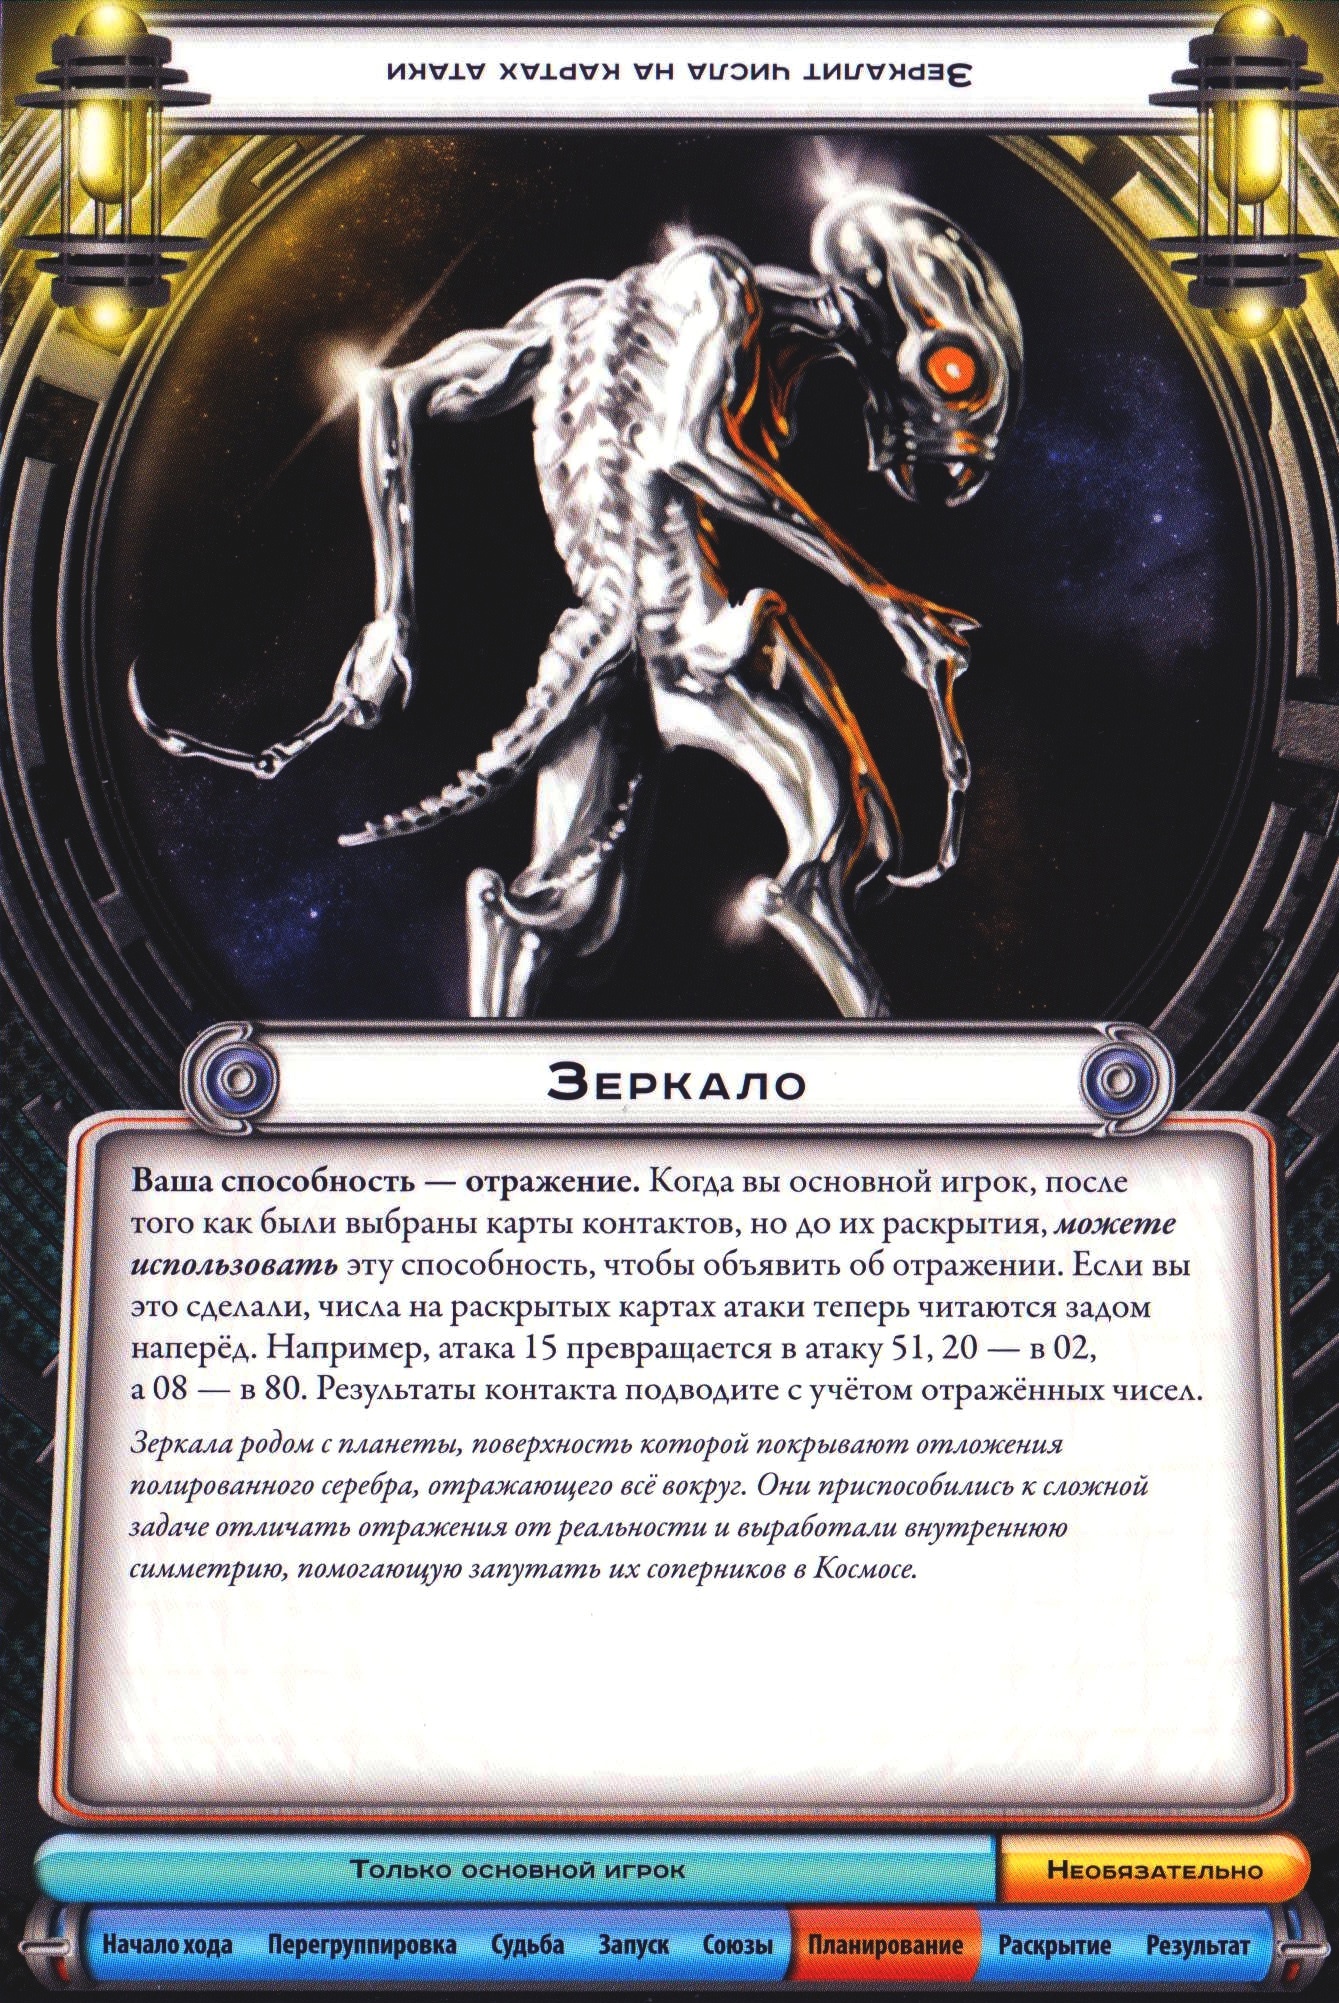 Зеркалит числа на картах атаки
Зеркало
Ваша способность — отражение. Когда вы основной игрок, после
того как были выбраны карты контактов, но до их раскрытия, можете
использовать эту способность, чтобы объявить об отражении. Если вы
это сделали, числа на раскрытых картах атаки теперь читаются задом
наперёд. Например, атака 15 превращается в атаку 51, 20 — в 02,
а 08 — в 80. Результаты контакта подводите с учётом отражённых чисел.
Зеркала родом с планеты, поверхность которой покрывают отложения
полированного серебра, отражающего всё вокруг. Они приспособились к сложной
задаче отличать отражения от реальности и выработали внутреннюю
симметрию, помогающую запутать их соперников в Космосе.
Только основной игрок Необязательно
Начало хода Перегруппировка Судьба Запуск Союзы Планирование Раскрытие Результат